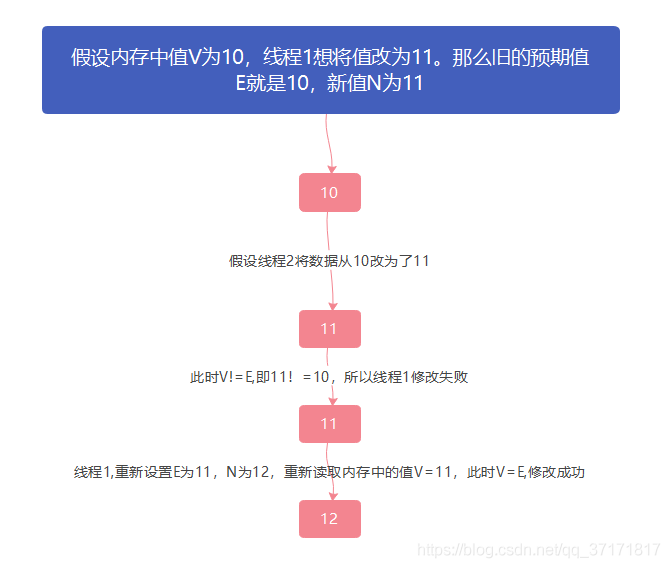 假设内存中值V为10，线程1想将值改为11。那么旧的预期值
E就是10，新值N为11
10
假设线程2将数据从10改为了11
11
此时V!=E,即11！=10，所以线程1修改失败
11
线程1,重新设置E为11，N为12，重新读取内存中的值V=11，此时V=E,修改成功
12
https://blog.csdn.net/qq_37171817